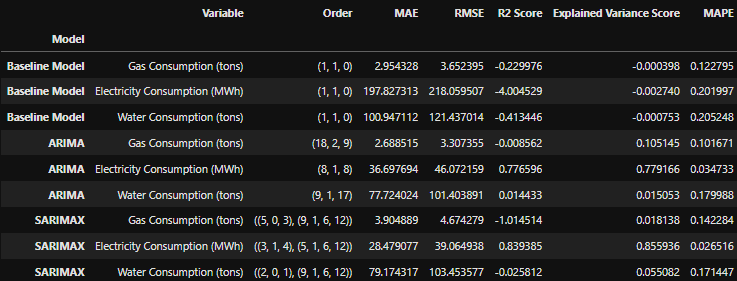 Variable Order MAE RMSE R2 Score Explained Variance Score MAPE
Model
Baseline Model Gas Consumption (tons) (1, 1, 0) 2.954328 3.652395 -0.229976 -0.000398 0.122795
Baseline Model Electricity Consumption (MWh) (1, 1, 0) 197.827313 218.059507 -4.004529 -0.002740 0.201997
Baseline Model Water Consumption (tons) (1, 1, 0) 100.947112 121.437014 -0.413446 -0.000753 0.205248
ARIMA Gas Consumption (tons) (18, 2, 9) 2.688515 3.307355 -0.008562 0.105145 0.101671
ARIMA Electricity Consumption (MWh) (8, 1, 8) 36.697694 46.072159 0.776596 0.779166 0.034733
ARIMA Water Consumption (tons) (9, 1, 17) 77.724024 101.403891 0.014433 0.015053 0.179988
SARIMAX Gas Consumption (tons) ((5, 0, 3), (9, 1, 6, 12)) 3.904889 4.674279 -1.014514 0.018138 0.142284
SARIMAX Electricity Consumption (MWh) ((3, 1, 4), (5, 1, 6, 12)) 28.479077 39.064938 0.839385 0.855936 0.026516
SARIMAX Water Consumption (tons) ((2, 0, 1), (9, 1, 6, 12)) 79.174317 103.453577 -0.025812 0.055082 0.171447